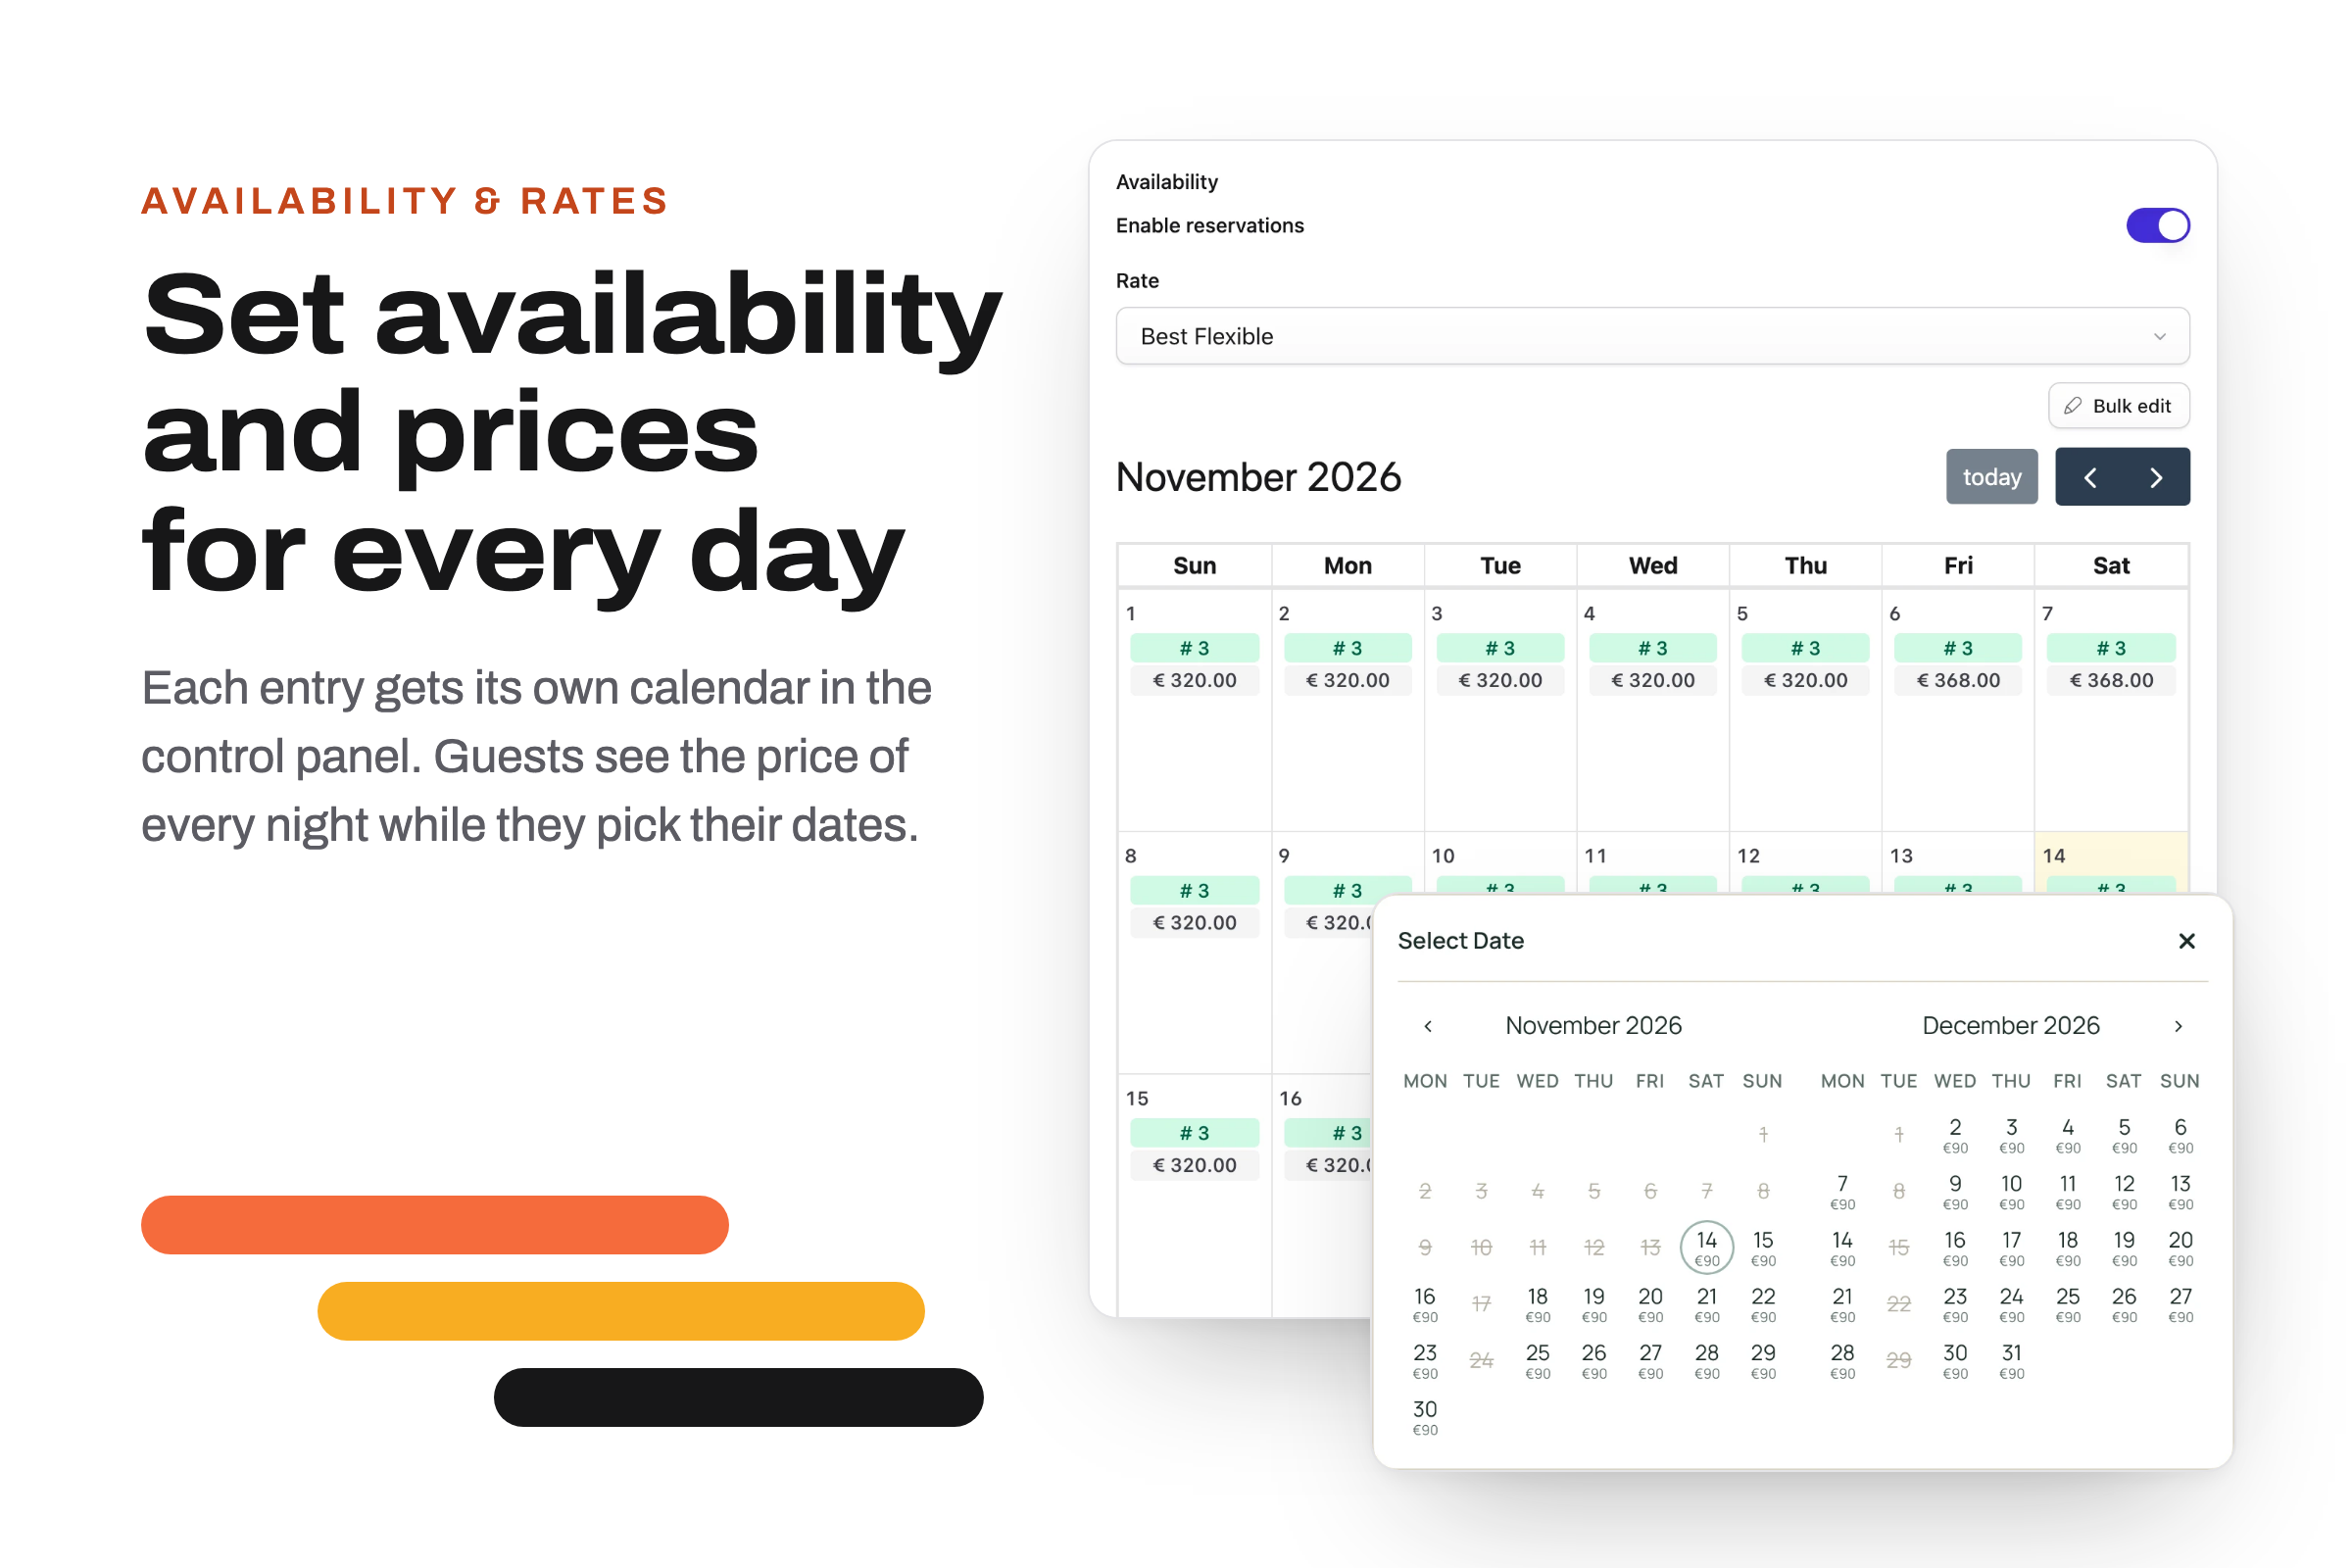 AVAILABILITY & RATES
Set availability
and prices
for every day
Each entry gets its own calendar in the
control panel. Guests see the price of
every night while they pick their dates.
Availability
Enable reservations
Rate
Best Flexible
Bulk edit
November 2026
today
Sun Mon Tue Wed Thu Fri Sat
1 2 3 4 5 6 7
# 3 # 3 # 3 # 3 # 3 # 3 # 3
€ 320.00 € 320.00 € 320.00 € 320.00 € 320.00 € 368.00 € 368.00
8 9 10 11 12 13 14
# 3 # 3 # 3 # 3 # 3 # 3 # 3
€ 320.00 € 320.0
15 16
# 3 # 3
€ 320.00 € 320.0
Select Date
November 2026
MON TUE WED THU FRI SAT SUN
1
2 3 4 5 6 7 8
9 10 11 12 13 14 15
€90 €90
16 17 18 19 20 21 22
€90 €90 €90 €90 €90 €90
23 24 25 26 27 28 29
€90 €90 €90 €90 €90 €90
30
€90
December 2026
MON TUE WED THU FRI SAT SUN
1 2 3 4 5 6
€90 €90 €90 €90 €90
7 8 9 10 11 12 13
€90 €90 €90 €90 €90 €90
14 15 16 17 18 19 20
€90 €90 €90 €90 €90 €90
21 22 23 24 25 26 27
€90 €90 €90 €90 €90 €90
28 29 30 31
€90 €90 €90